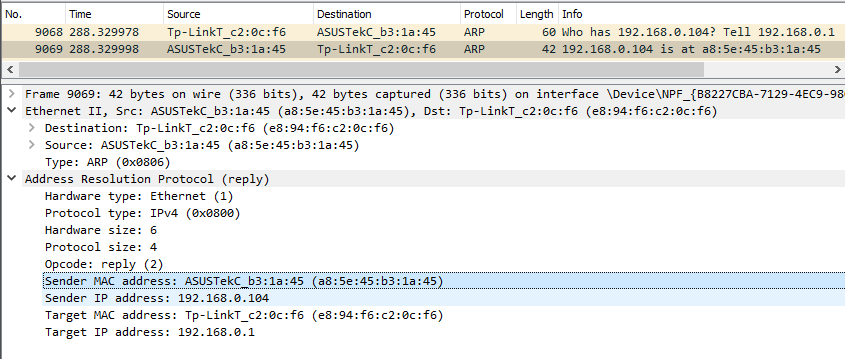 No. Time Source Destination Protocol Length Info
9068 288.329978 Tp-LinkT_c2:0c:f6 ASUSTekC_b3:1a:45 ARP 60 Who has 192.168.0.104? Tell 192.168.0.1
9069 288.329998 ASUSTekC_b3:1a:45 Tp-LinkT_c2:0c:f6 ARP 42 192.168.0.104 is at a8:5e:45:b3:1a:45
Frame 9069: 42 bytes on wire (336 bits), 42 bytes captured (336 bits) on interface \Device\NPF_{B8227CBA-7129-4EC9-98
Ethernet II, Src: ASUSTekC_b3:1a:45 (a8:5e:45:b3:1a:45), Dst: Tp-LinkT_c2:0c:f6 (e8:94:f6:c2:0c:f6)
Destination: Tp-LinkT_c2:0c:f6 (e8:94:f6:c2:0c:f6)
Source: ASUSTekC_b3:1a:45 (a8:5e:45:b3:1a:45)
Type: ARP (0x0806)
Address Resolution Protocol (reply)
Hardware type: Ethernet (1)
Protocol type: IPv4 (0x0800)
Hardware size: 6
Protocol size: 4
Opcode: reply (2)
Sender MAC address: ASUSTekC_b3:1a:45 (a8:5e:45:b3:1a:45)
Sender IP address: 192.168.0.104
Target MAC address: Tp-LinkT_c2:0c:f6 (e8:94:f6:c2:0c:f6)
Target IP address: 192.168.0.1